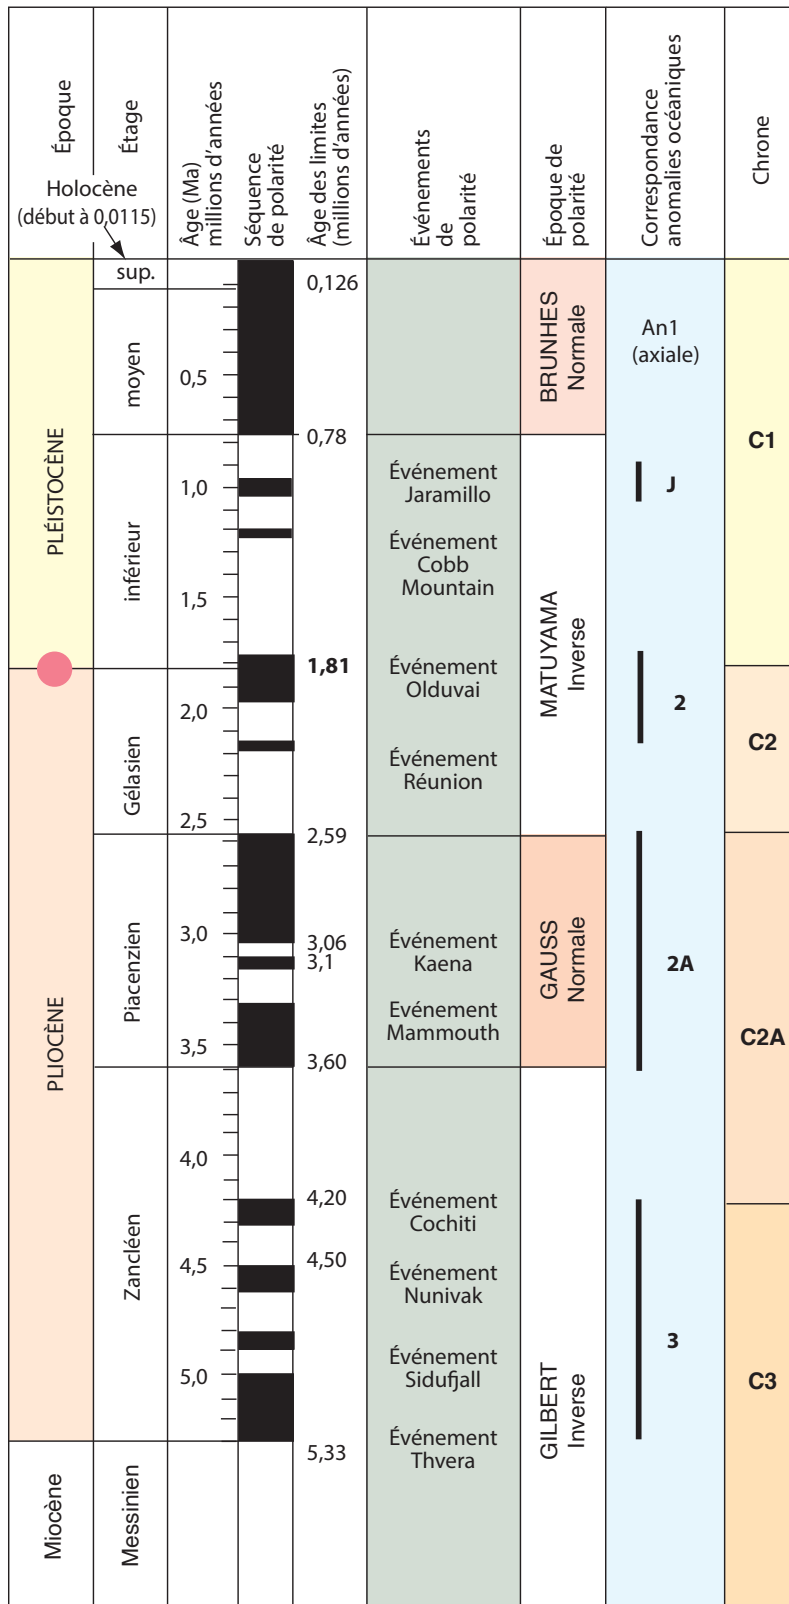 Époque
Étage
Âge (Ma)
millions d'années
Séquence
de polarité
Âge des limites
(millions d'années)
Événements
de
polarité
Époque de
polarité
Correspondance
anomalies océaniques
Chrone
Holocène
(début à 0,0115)
PLÉISTOCÈNE
PLIOCÈNE
Miocène
sup.
moyen
inférieur
Gélasien
Piacenzien
Zancléen
Messinien
0,5
1,0
1,5
2,0
2,5
3,0
3,5
4,0
4,5
5,0
0,126
0,78
1,81
2,59
3,06
3,1
3,60
4,20
4,50
5,33
Événement
Jaramillo
Événement
Cobb
Mountain
Événement
Olduvai
Événement
Réunion
Événement
Kaena
Evénement
Mammouth
Événement
Cochiti
Événement
Nunivak
Événement
Sidufjall
Événement
Thvera
BRUNHES
Normale
MATUYAMA
Inverse
GAUSS
Normale
GILBERT
Inverse
An1
(axiale)
J
2
2A
3
C1
C2
C2A
C3